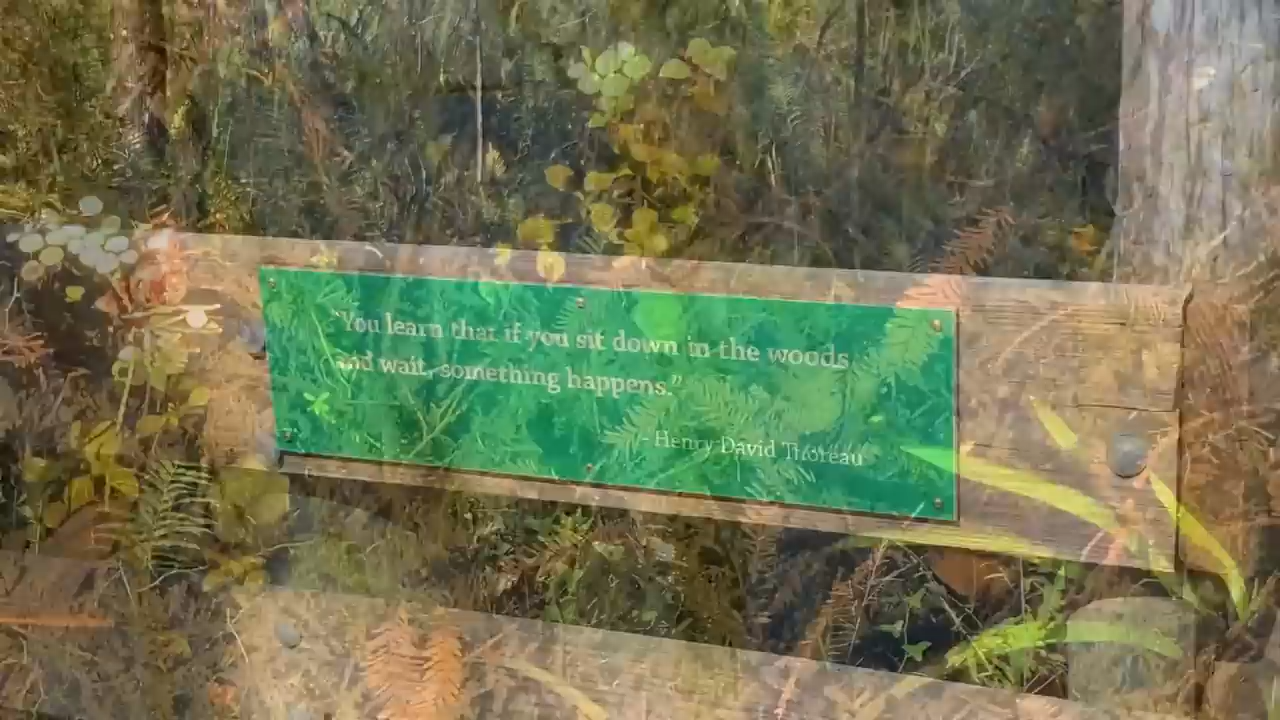 "You learn that if you sit down in the woods
and wait, something happens."
- Henry David Thoreau